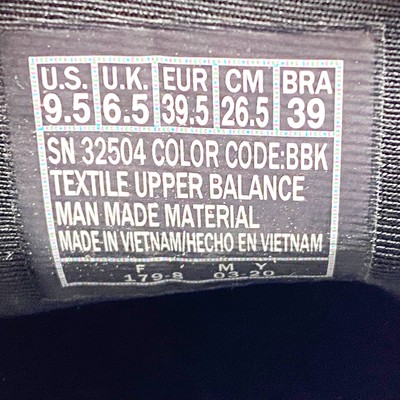 U.S. U.K. EUR CM BRA
9.5 6.5 39.5 26.5 39
SN 32504 COLOR CODE:BBK
TEXTILE UPPER BALANCE
MAN MADE MATERIAL
MADE IN VIETNAM/HECHO EN VIETNAM
F M Y
179-8 03-20